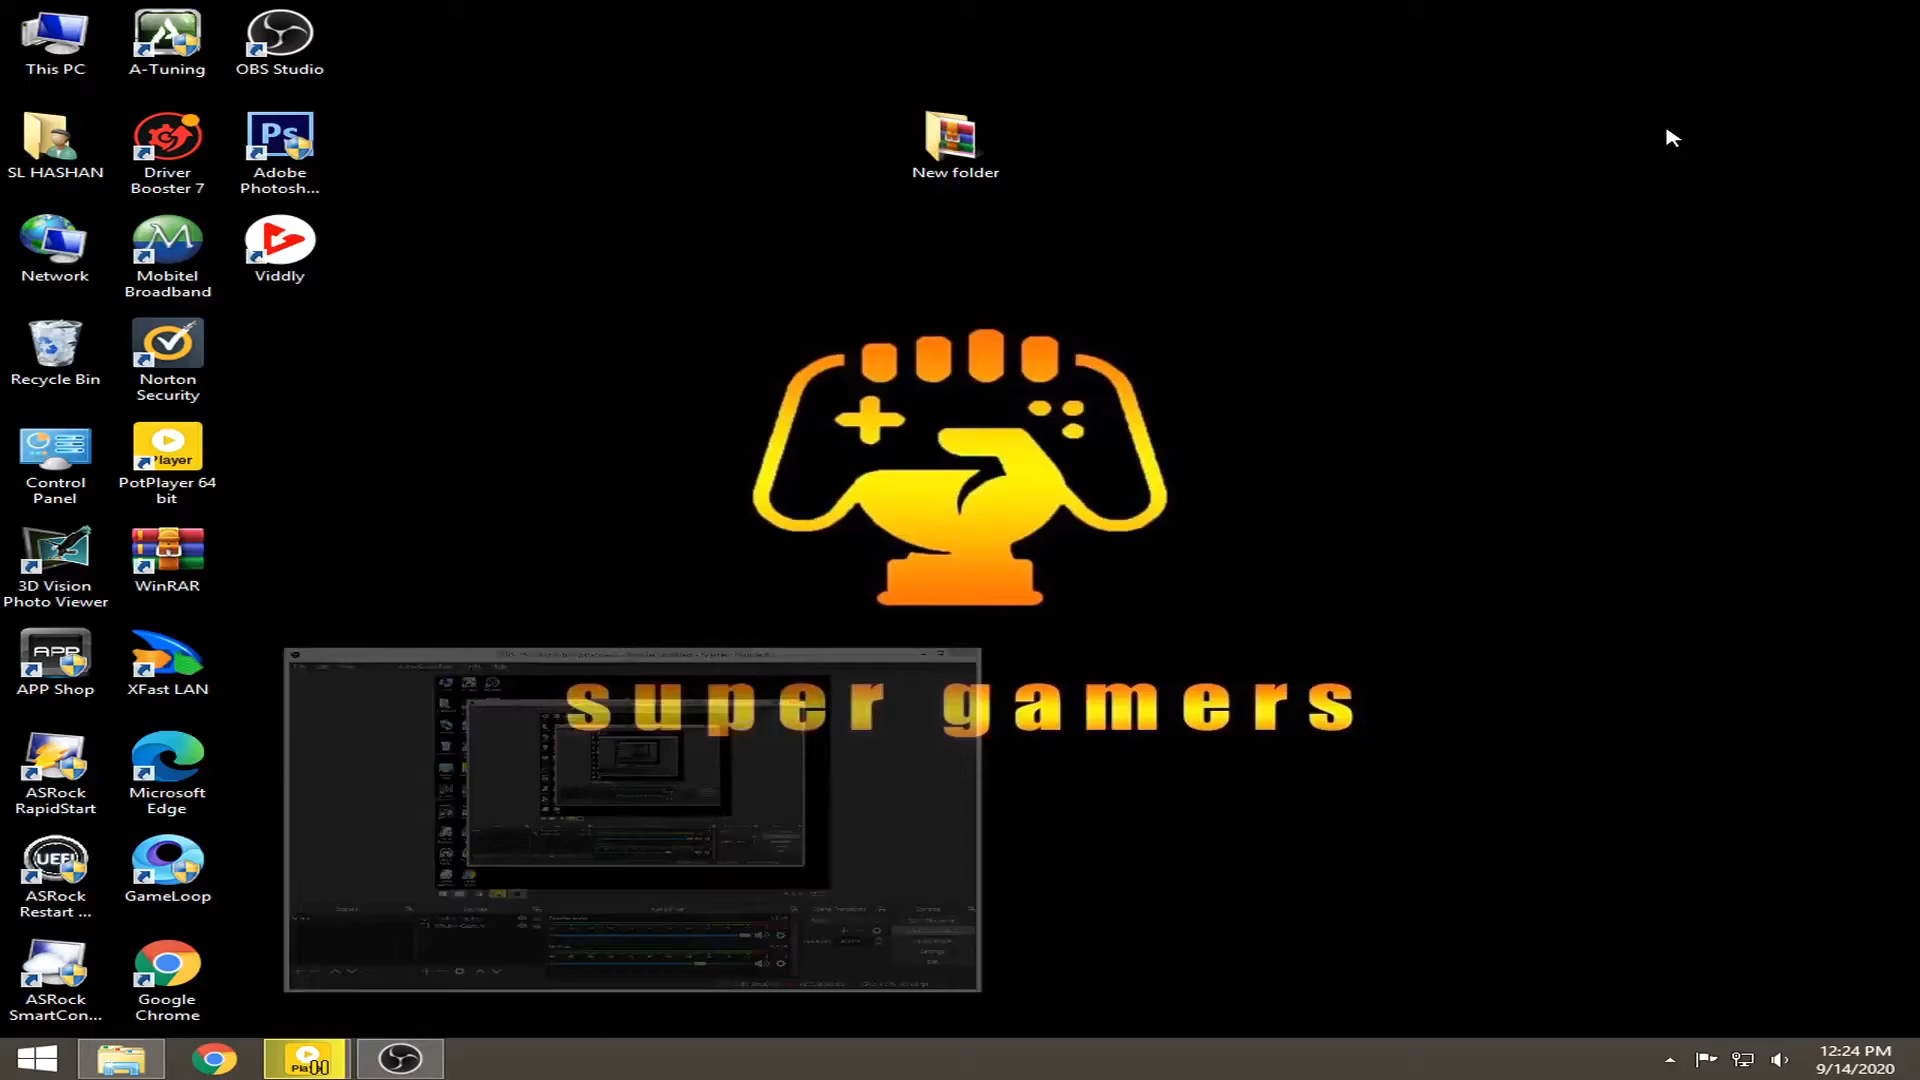 This PC
A-Tuning
OBS Studio
SL HASHAN
Driver
Booster 7
Ps
Adobe
Photosh...
New folder
Network
Mobitel
Broadband
Viddly
Recycle Bin
Norton
Security
Control
Panel
Player
PotPlayer 64
bit
3D Vision
Photo Viewer
WinRAR
APP
APP Shop
XFast LAN
super gamers
ASRock
RapidStart
Microsoft
Edge
UEFI
ASRock
Restart ...
GameLoop
ASRock
SmartCon...
Google
Chrome
12:24 PM
9/14/2020